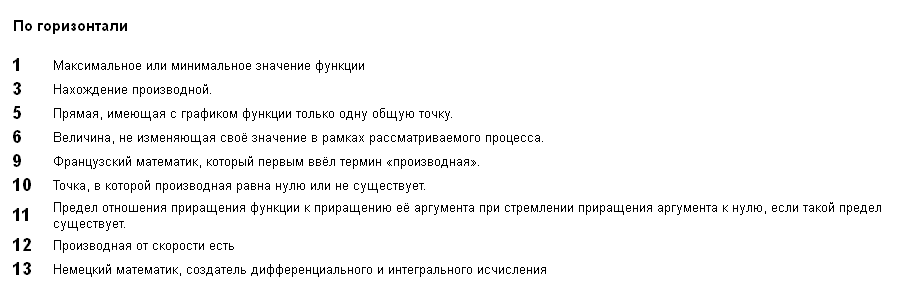 По горизонтали
1 Максимальное или минимальное значение функции
3 Нахождение производной.
5 Прямая, имеющая с графиком функции только одну общую точку.
6 Величина, не изменяющая своё значение в рамках рассматриваемого процесса.
9 Французский математик, который первым ввёл термин «производная».
10 Точка, в которой производная равна нулю или не существует.
11 Предел отношения приращения функции к приращению её аргумента при стремлении приращения аргумента к нулю, если такой предел
существует.
12 Производная от скорости есть
13 Немецкий математик, создатель дифференциального и интегрального исчисления